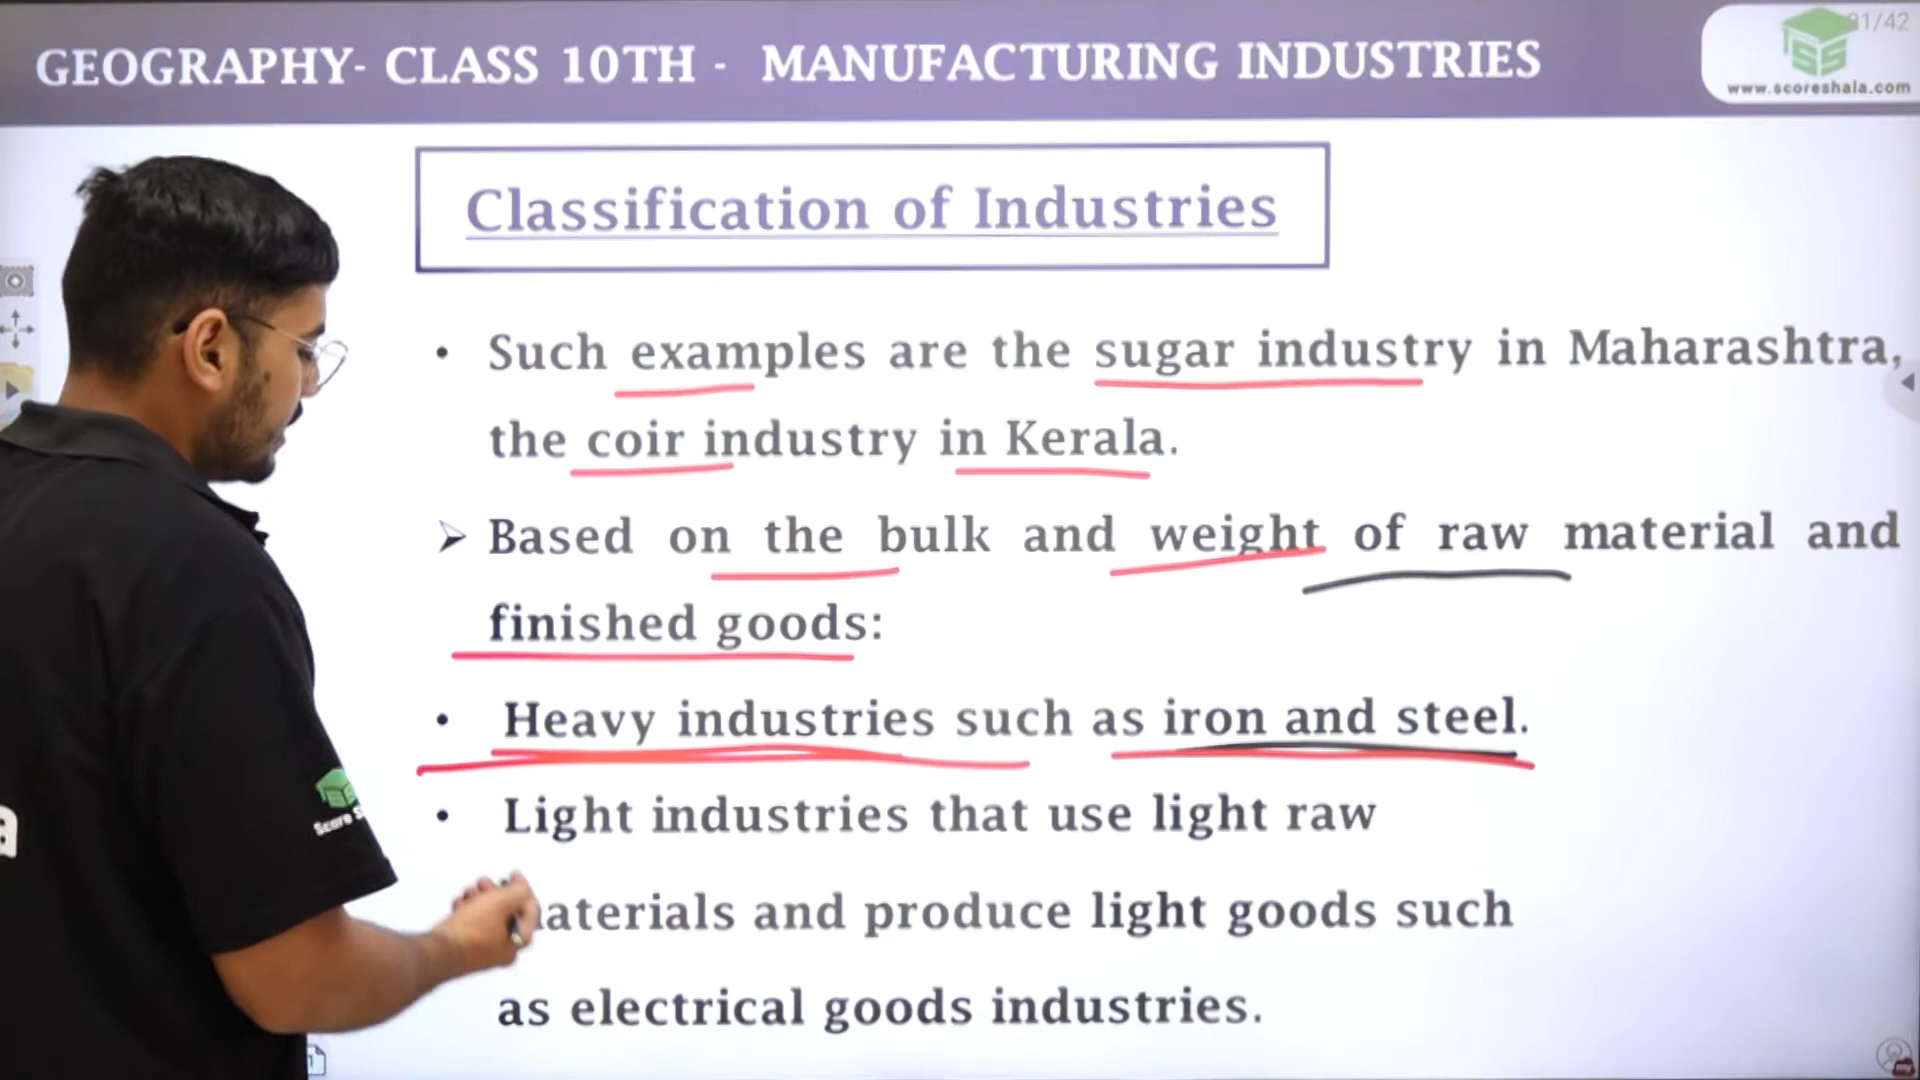 GEOGRAPHY- CLASS 10TH - MANUFACTURING INDUSTRIES
31/42
www.scoreshala.com
Classification of Industries
• Such examples are the sugar industry in Maharashtra,
the coir industry in Kerala.
➢ Based on the bulk and weight of raw material and
finished goods:
• Heavy industries such as iron and steel.
• Light industries that use light raw
and produce light goods such
as electrical goods industries.
Score